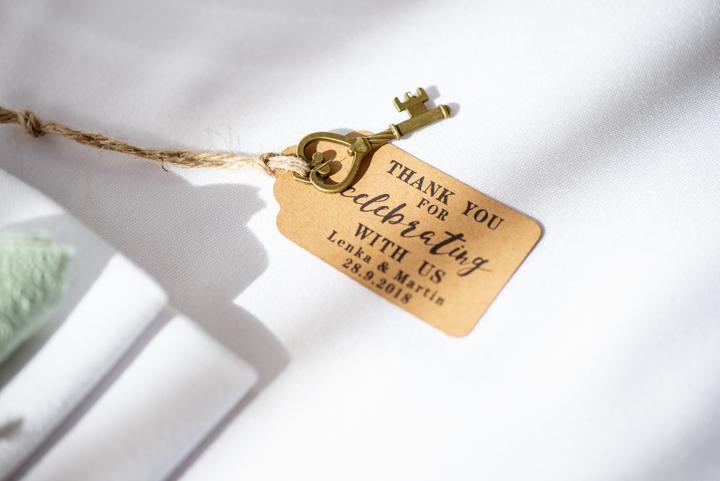 THANK YOU
FOR
celebrating
WITH US
Lenka & Martin
28.9.2018